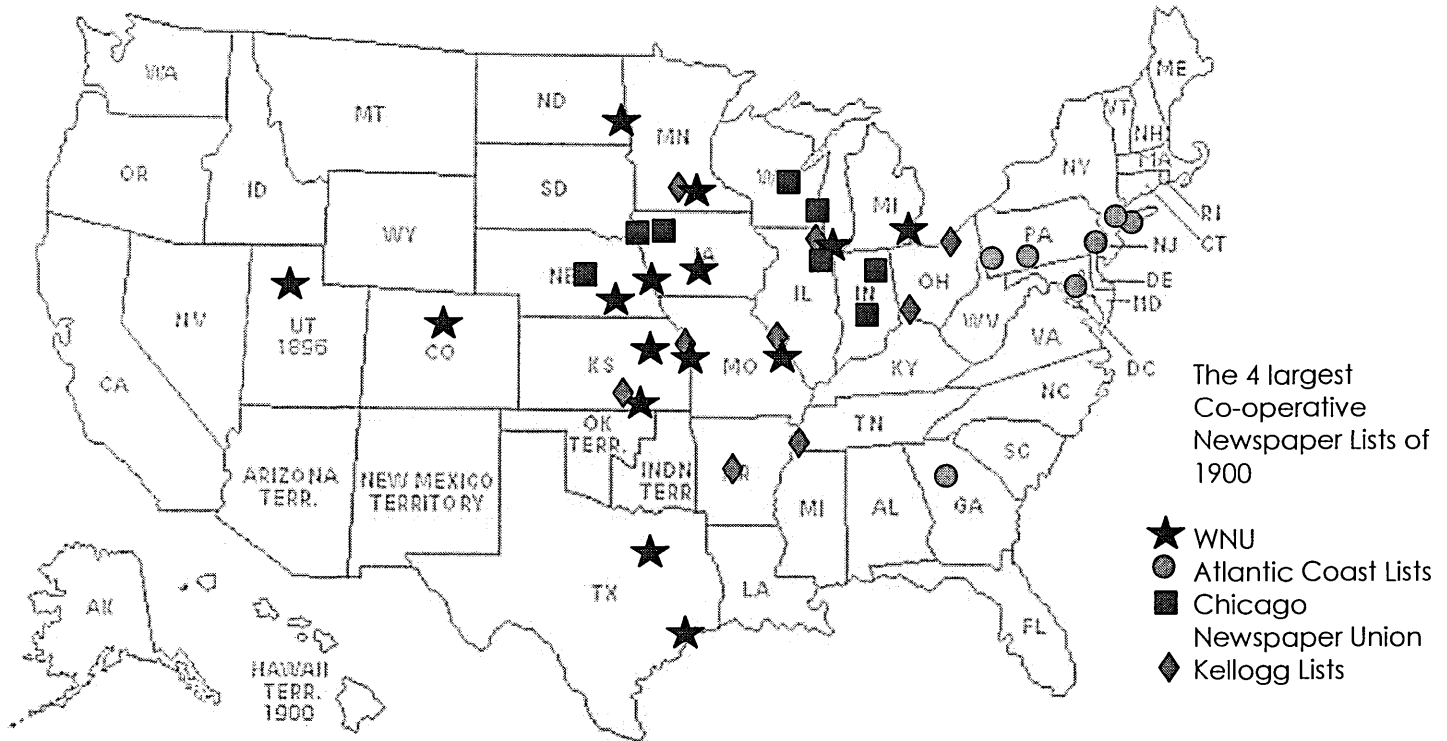 WA
MT
ND
MN
ME
VT
NH
MA
NY
OR
ID
SD
WY
MI
RI
CT
PA
NJ
DE
MD
DC
NE
IA
IL
IN
OH
WV
VA
NV
UT
1896
CO
CA
KS
MO
KY
NC
TN
SC
OK
TERR.
INDN
TERR
ARIZONA
TERR.
NEW MEXICO
TERRITORY
MI
AL
GA
TX
LA
FL
AK
HAWAII
TERR.
1900
The 4 largest
Co-operative
Newspaper Lists of
1900
WNU
Atlantic Coast Lists
Chicago
Newspaper Union
Kellogg Lists